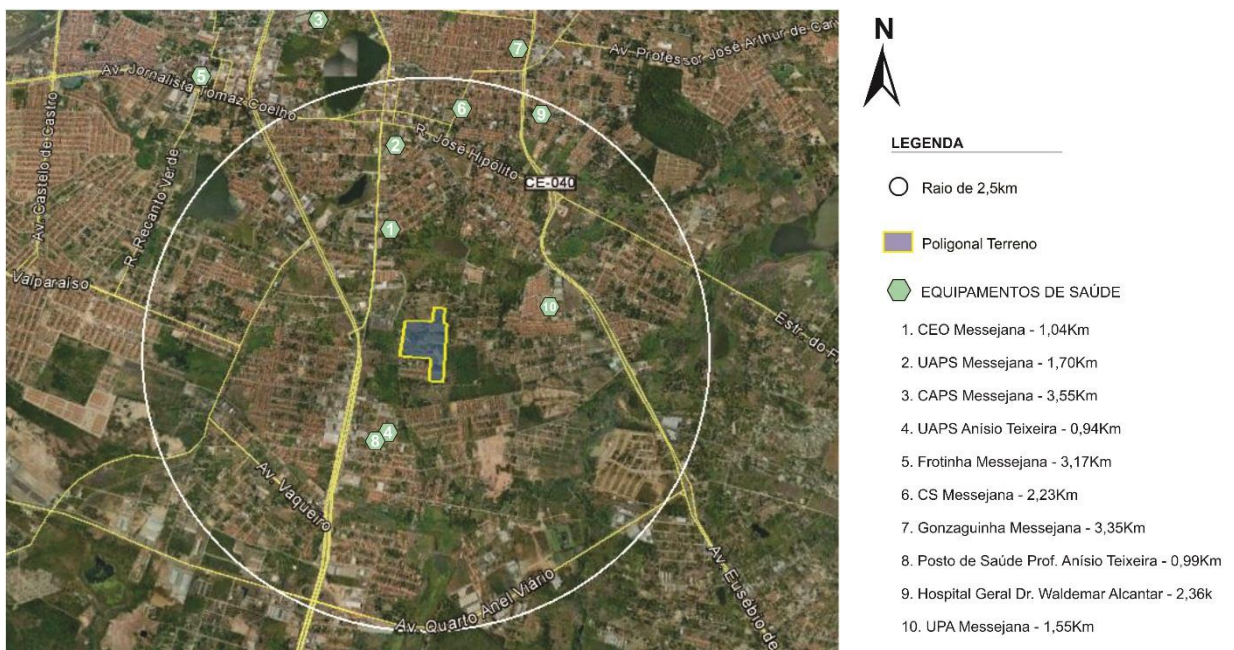 3
7
Av. Professor José Arthur de Car
5
Av. Jornalista Tomaz Coelho
6
9
2
R. José Hipólito
Av. Castelo de Castro
R. Recanto Verde
CE-040
1
Valparaíso
10
Estr. do F
4
8
Av. Vaqueiro
Av. Quarto Anel Viário
Av. Eusébio de
N
LEGENDA
Raio de 2,5km
Poligonal Terreno
EQUIPAMENTOS DE SAÚDE
1. CEO Messejana - 1,04Km
2. UAPS Messejana - 1,70Km
3. CAPS Messejana - 3,55Km
4. UAPS Anísio Teixeira - 0,94Km
5. Frotinha Messejana - 3,17Km
6. CS Messejana - 2,23Km
7. Gonzaguinha Messejana - 3,35Km
8. Posto de Saúde Prof. Anísio Teixeira - 0,99Km
9. Hospital Geral Dr. Waldemar Alcantar - 2,36k
10. UPA Messejana - 1,55Km